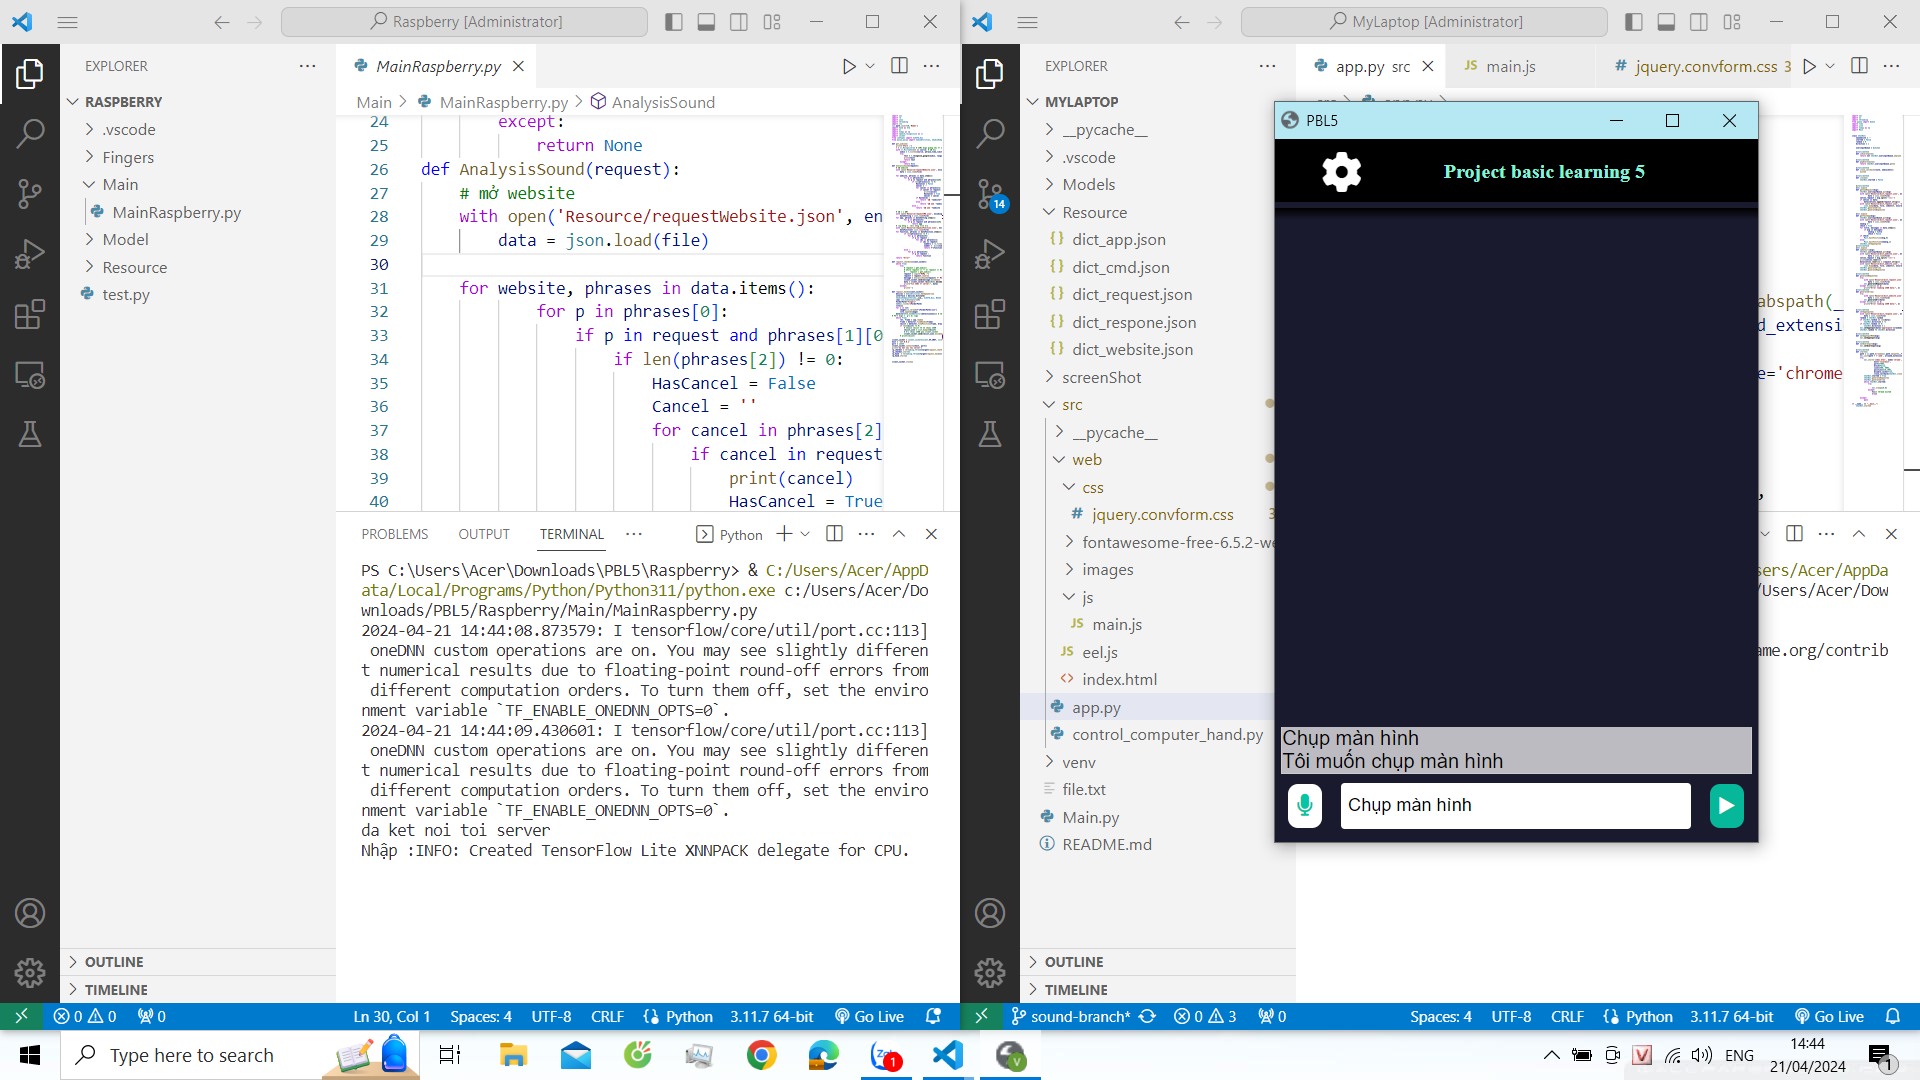 Raspberry [Administrator]
EXPLORER
RASPBERRY
.vscode
Fingers
Main
MainRaspberry.py
Model
Resource
test.py
OUTLINE
TIMELINE
MainRaspberry.py
Main > MainRaspberry.py > AnalysisSound
24 except:
25 return None
26 def AnalysisSound(request):
27 # mở website
28 with open('Resource/requestWebsite.json', en
29 data = json.load(file)
30
31 for website, phrases in data.items():
32 for p in phrases[0]:
33 if p in request and phrases[1][0
34 if len(phrases[2]) != 0:
35 HasCancel = False
36 Cancel = ''
37 for cancel in phrases[2]
38 if cancel in request
39 print(cancel)
40 HasCancel = True
PROBLEMS OUTPUT TERMINAL Python
PS C:\Users\Acer\Downloads\PBL5\Raspberry> & C:/Users/Acer/AppD
ata/Local/Programs/Python/Python311/python.exe c:/Users/Acer/Do
wnloads/PBL5/Raspberry/Main/MainRaspberry.py
2024-04-21 14:44:08.873579: I tensorflow/core/util/port.cc:113]
oneDNN custom operations are on. You may see slightly differen
t numerical results due to floating-point round-off errors from
different computation orders. To turn them off, set the enviro
nment variable `TF_ENABLE_ONEDNN_OPTS=0`.
2024-04-21 14:44:09.430601: I tensorflow/core/util/port.cc:113]
oneDNN custom operations are on. You may see slightly differen
t numerical results due to floating-point round-off errors from
different computation orders. To turn them off, set the enviro
nment variable `TF_ENABLE_ONEDNN_OPTS=0`.
da ket noi toi server
Nhập :INFO: Created TensorFlow Lite XNNPACK delegate for CPU.
0 0 0 Ln 30, Col 1 Spaces: 4 UTF-8 CRLF Python 3.11.7 64-bit Go Live
MyLaptop [Administrator]
14
EXPLORER
MYLAPTOP
__pycache__
.vscode
Models
Resource
dict_app.json
dict_cmd.json
dict_request.json
dict_respone.json
dict_website.json
screenShot
src
__pycache__
web
css
jquery.convform.css 3
fontawesome-free-6.5.2-we
images
js
main.js
eel.js
index.html
app.py
control_computer_hand.py
venv
file.txt
Main.py
README.md
OUTLINE
TIMELINE
app.py src main.js jquery.convform.css 3
abspath(_
d_extensi
e='chrome
,
sers/Acer/AppDa
/Users/Acer/Dow
ame.org/contrib
PBL5
Project basic learning 5
Chụp màn hình
Tôi muốn chụp màn hình
Chụp màn hình
sound-branch* 0 3 0 Spaces: 4 UTF-8 CRLF Python 3.11.7 64-bit Go Live
Type here to search
1
ENG
14:44
21/04/2024
1